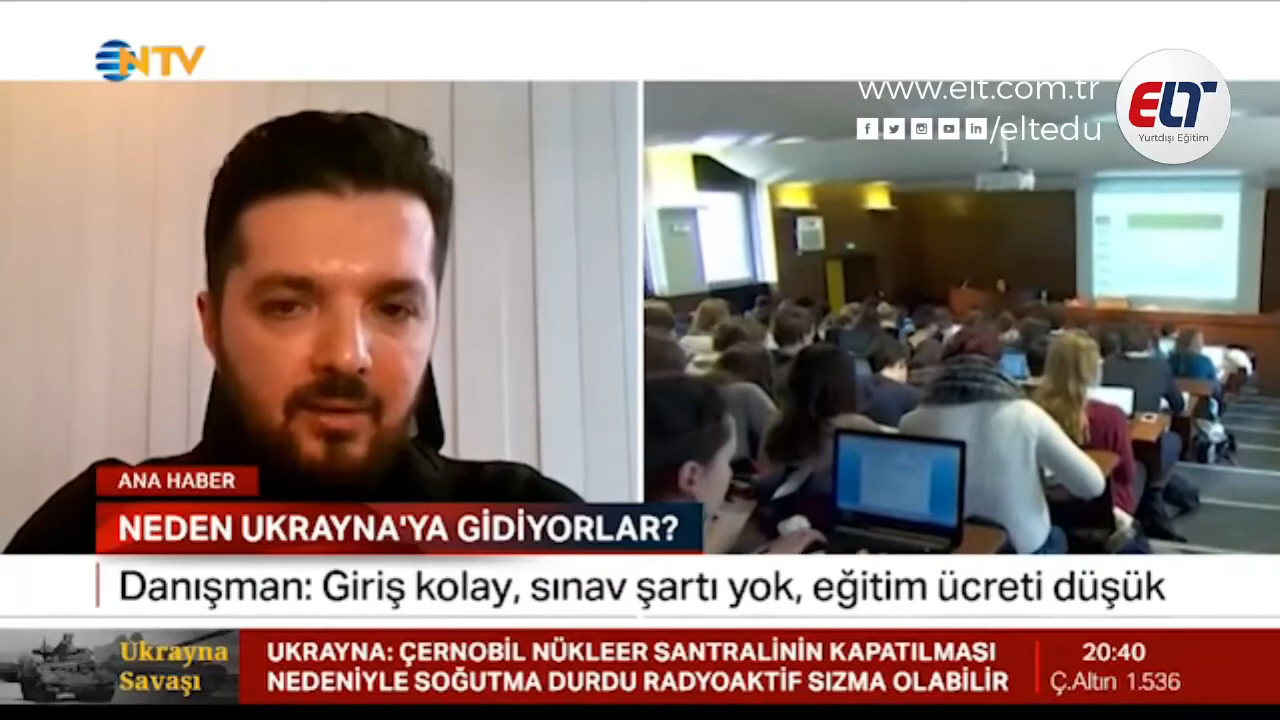 NTV
www.elt.com.tr
/eltedu
ELT
Yurtdışı Eğitim
ANA HABER
NEDEN UKRAYNA'YA GİDİYORLAR?
Danışman: Giriş kolay, sınav şartı yok, eğitim ücreti düşük
Ukrayna
Savaşı
UKRAYNA: ÇERNOBİL NÜKLEER SANTRALİNİN KAPATILMASI
NEDENİYLE SOĞUTMA DURDU RADYOAKTİF SIZMA OLABİLİR
20:40
Ç.Altın 1.536